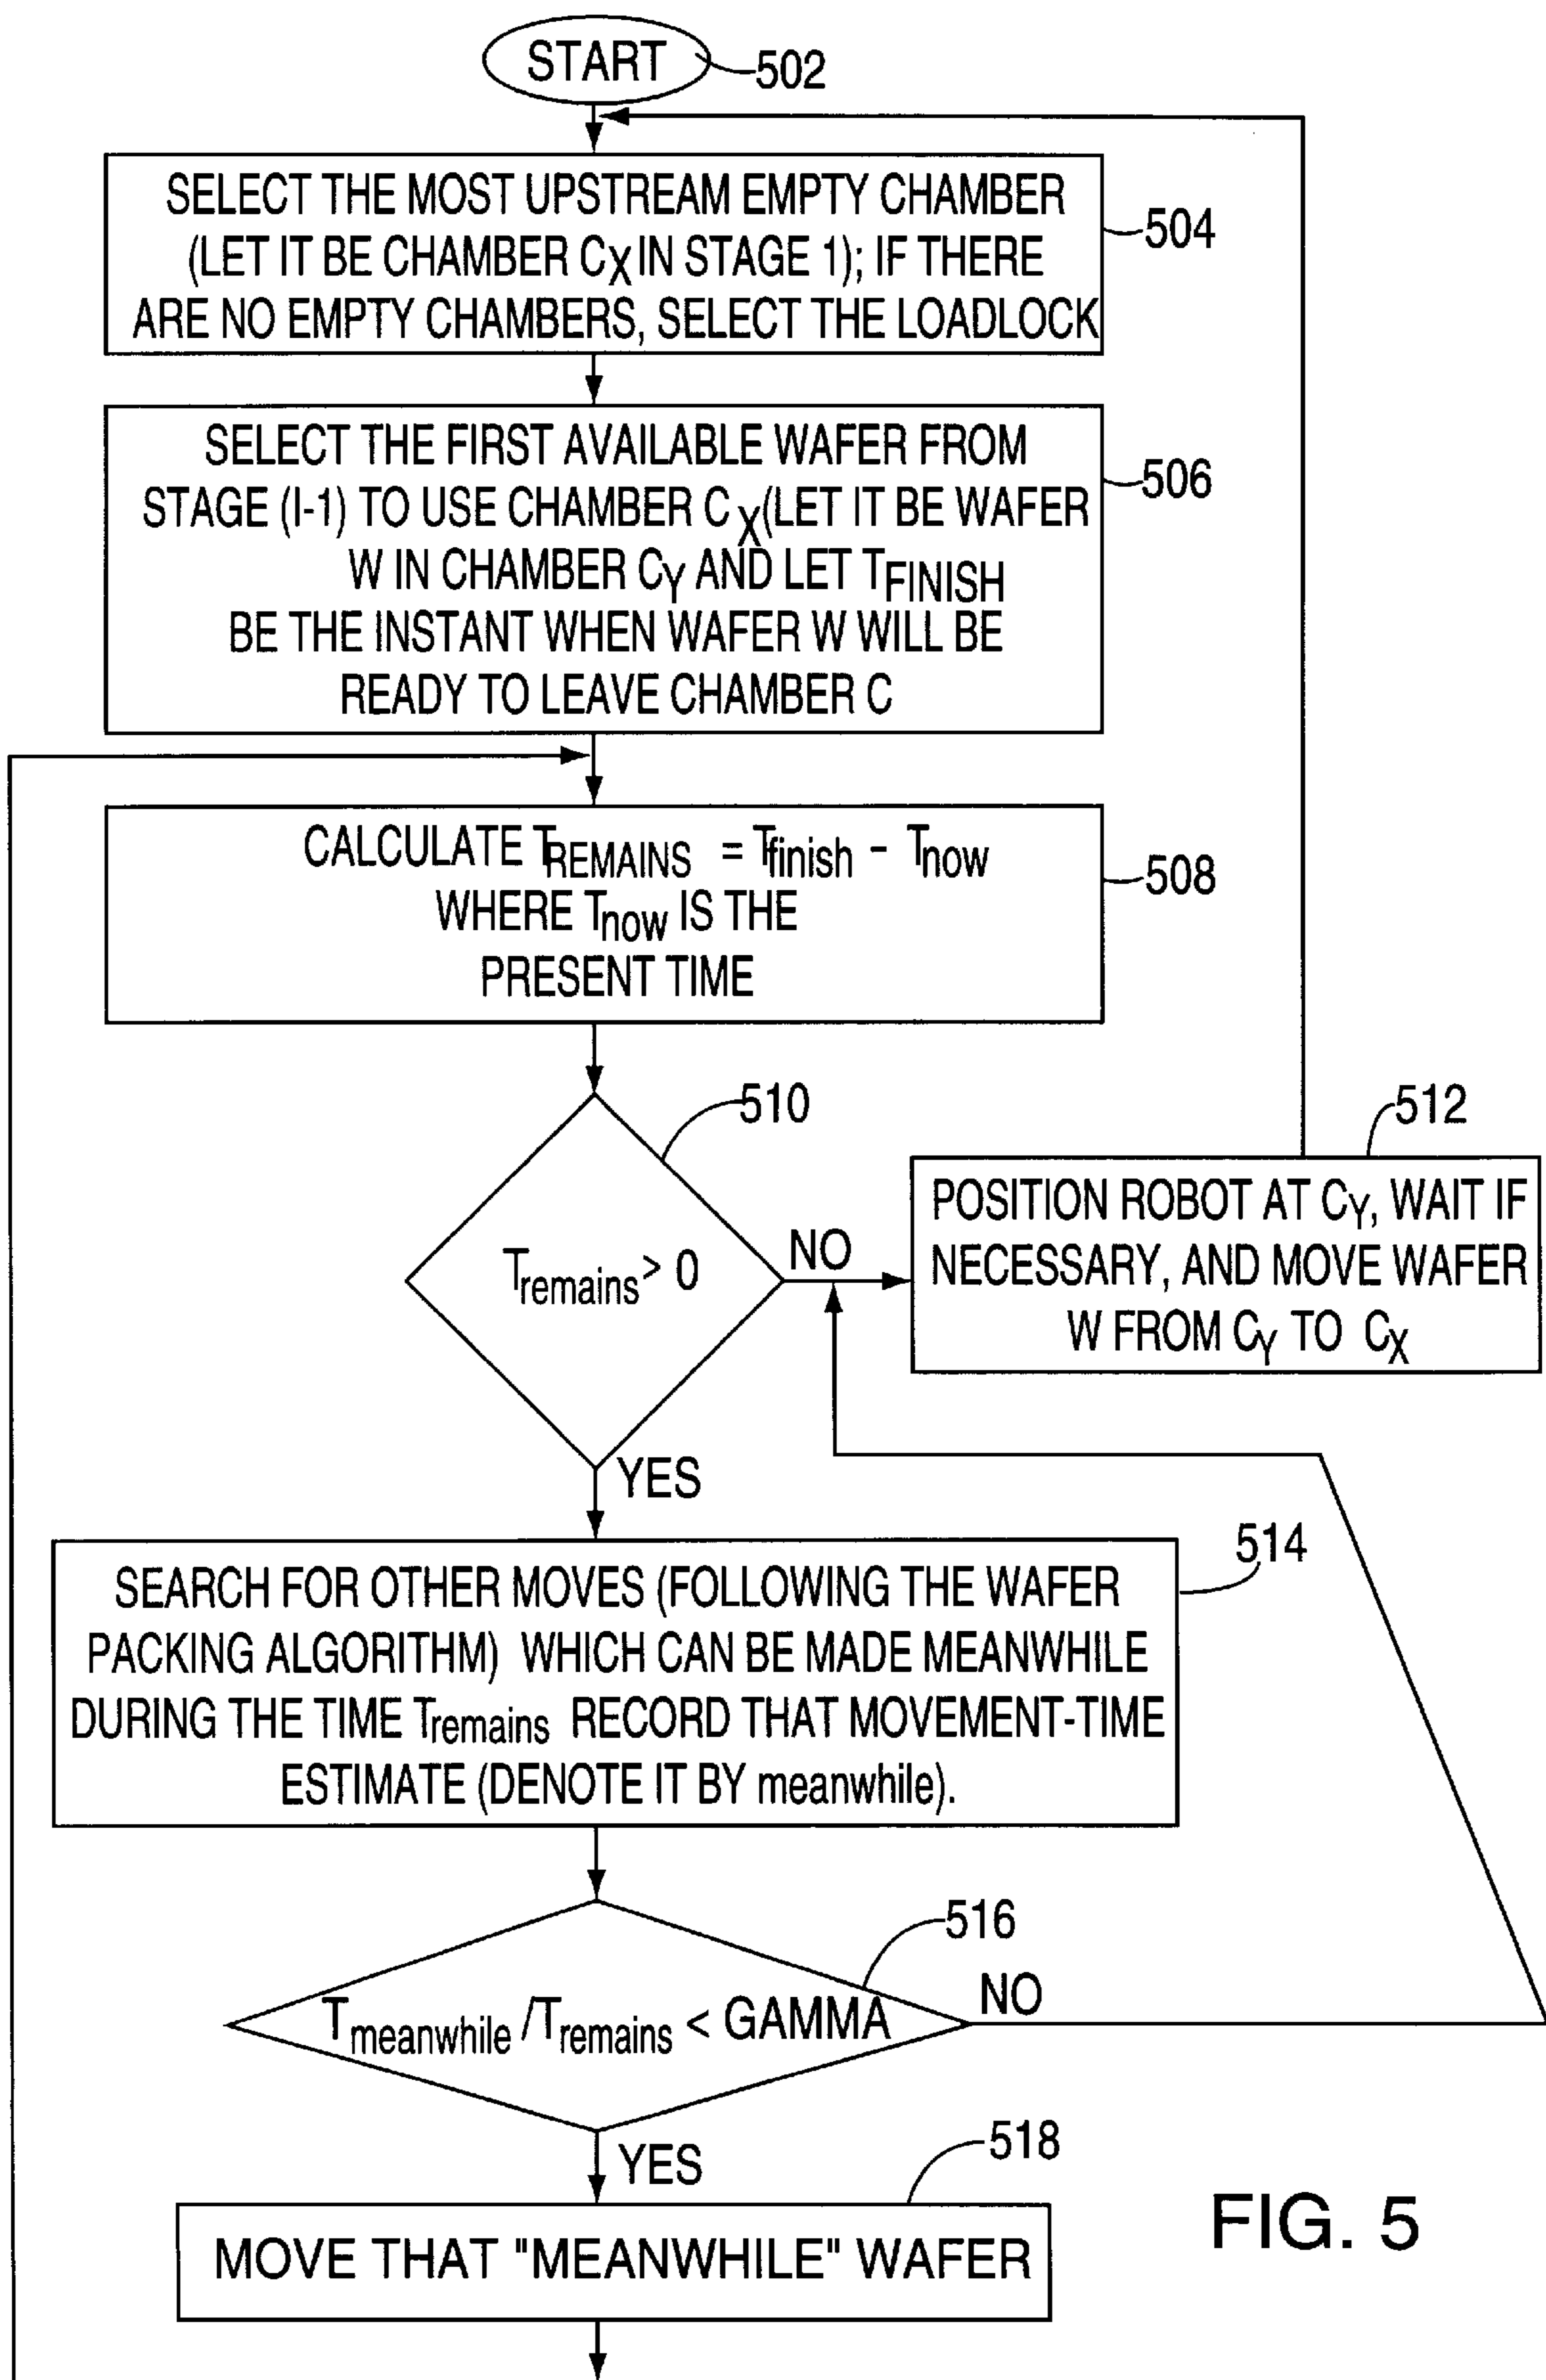 START
502
SELECT THE MOST UPSTREAM EMPTY CHAMBER
(LET IT BE CHAMBER CX IN STAGE 1); IF THERE
ARE NO EMPTY CHAMBERS, SELECT THE LOADLOCK
504
SELECT THE FIRST AVAILABLE WAFER FROM
STAGE (I-1) TO USE CHAMBER CX(LET IT BE WAFER
W IN CHAMBER CY AND LET TFINISH
BE THE INSTANT WHEN WAFER W WILL BE
READY TO LEAVE CHAMBER C
506
CALCULATE TREMAINS = Tfinish - Tnow
WHERE Tnow IS THE
PRESENT TIME
508
510
Tremains> 0
NO
512
POSITION ROBOT AT CY, WAIT IF
NECESSARY, AND MOVE WAFER
W FROM CY TO CX
YES
514
SEARCH FOR OTHER MOVES (FOLLOWING THE WAFER
PACKING ALGORITHM) WHICH CAN BE MADE MEANWHILE
DURING THE TIME Tremains RECORD THAT MOVEMENT-TIME
ESTIMATE (DENOTE IT BY meanwhile).
516
Tmeanwhile /Tremains < GAMMA
NO
YES
518
MOVE THAT "MEANWHILE" WAFER
FIG. 5